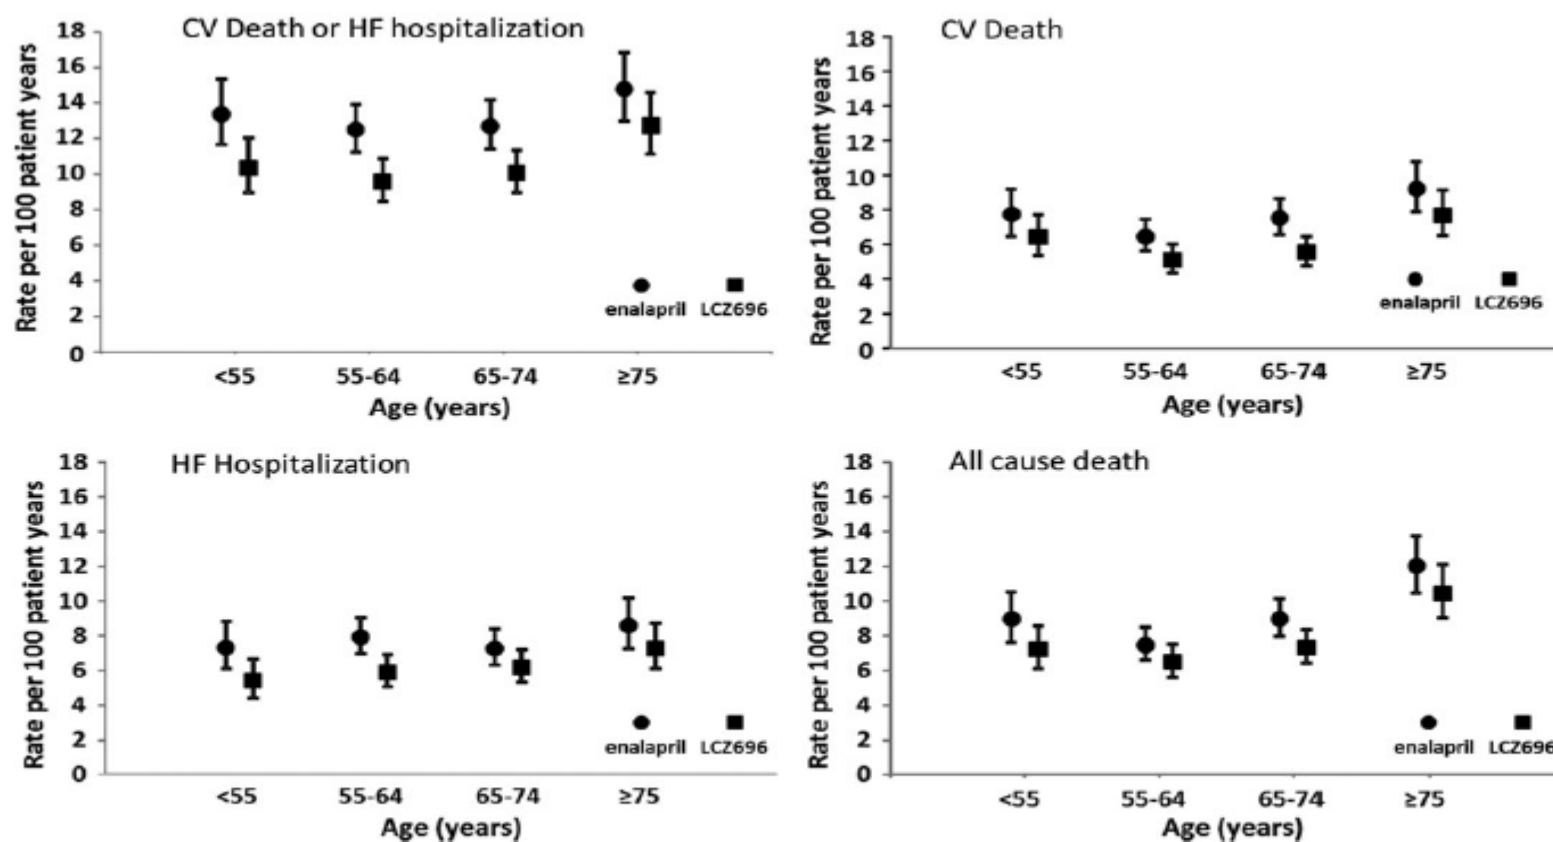 CV Death or HF hospitalization
Rate per 100 patient years
18
16
14
12
10
8
6
4
2
0
enalapril LCZ696
<55 55-64 65-74 ≥75
Age (years)
CV Death
Rate per 100 patient years
18
16
14
12
10
8
6
4
2
0
enalapril LCZ696
<55 55-64 65-74 ≥75
Age (years)
HF Hospitalization
Rate per 100 patient years
18
16
14
12
10
8
6
4
2
0
enalapril LCZ696
<55 55-64 65-74 ≥75
Age (years)
All cause death
Rate per 100 patient years
18
16
14
12
10
8
6
4
2
0
enalapril LCZ696
<55 55-64 65-74 ≥75
Age (years)